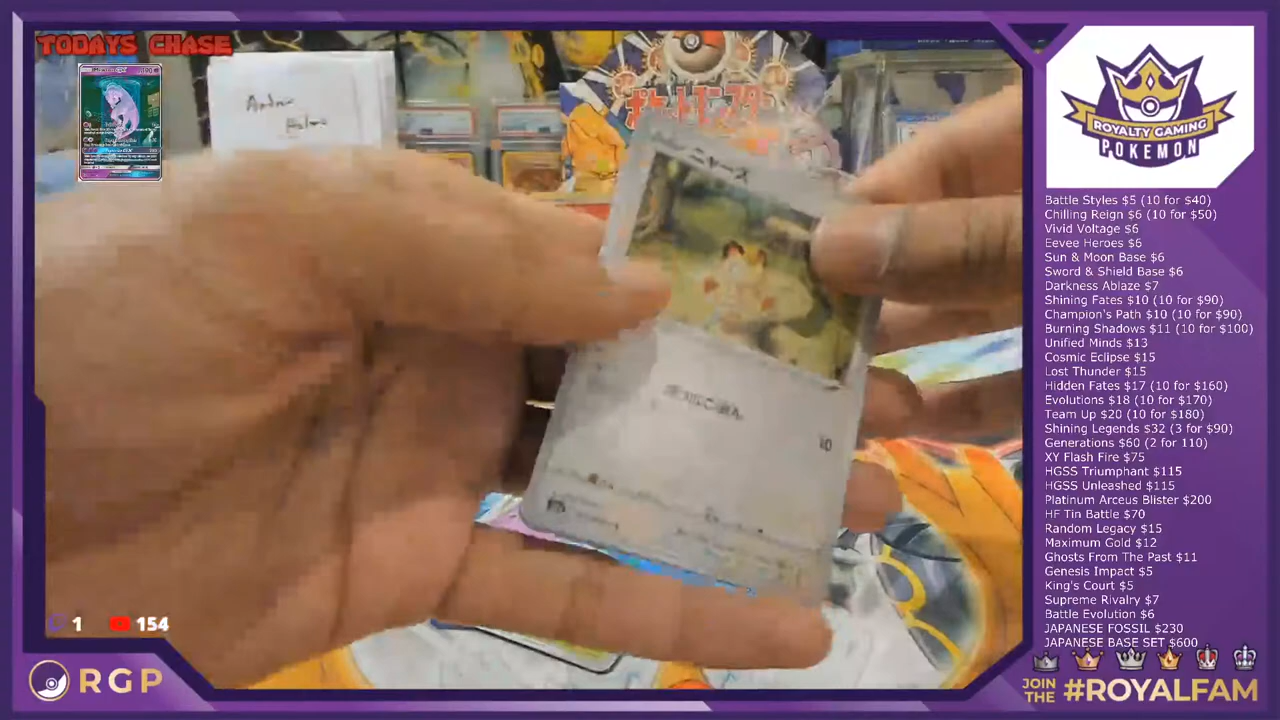 TODAYS CHASE
ポケットモンスター
ニャース
ROYALTY GAMING
POKEMON
Battle Styles $5 (10 for $40)
Chilling Reign $6 (10 for $50)
Vivid Voltage $6
Eevee Heroes $6
Sun & Moon Base $6
Sword & Shield Base $6
Darkness Ablaze $7
Shining Fates $10 (10 for $90)
Champion's Path $10 (10 for $90)
Burning Shadows $11 (10 for $100)
Unified Minds $13
Cosmic Eclipse $15
Lost Thunder $15
Hidden Fates $17 (10 for $160)
Evolutions $18 (10 for $170)
Team Up $20 (10 for $180)
Shining Legends $32 (3 for $90)
Generations $60 (2 for 110)
XY Flash Fire $75
HGSS Triumphant $115
HGSS Unleashed $115
Platinum Arceus Blister $200
HF Tin Battle $70
Random Legacy $15
Maximum Gold $12
Ghosts From The Past $11
Genesis Impact $5
King's Court $5
Supreme Rivalry $7
Battle Evolution $6
JAPANESE FOSSIL $230
JAPANESE BASE SET $600
1 154
RGP
JOIN THE #ROYALFAM